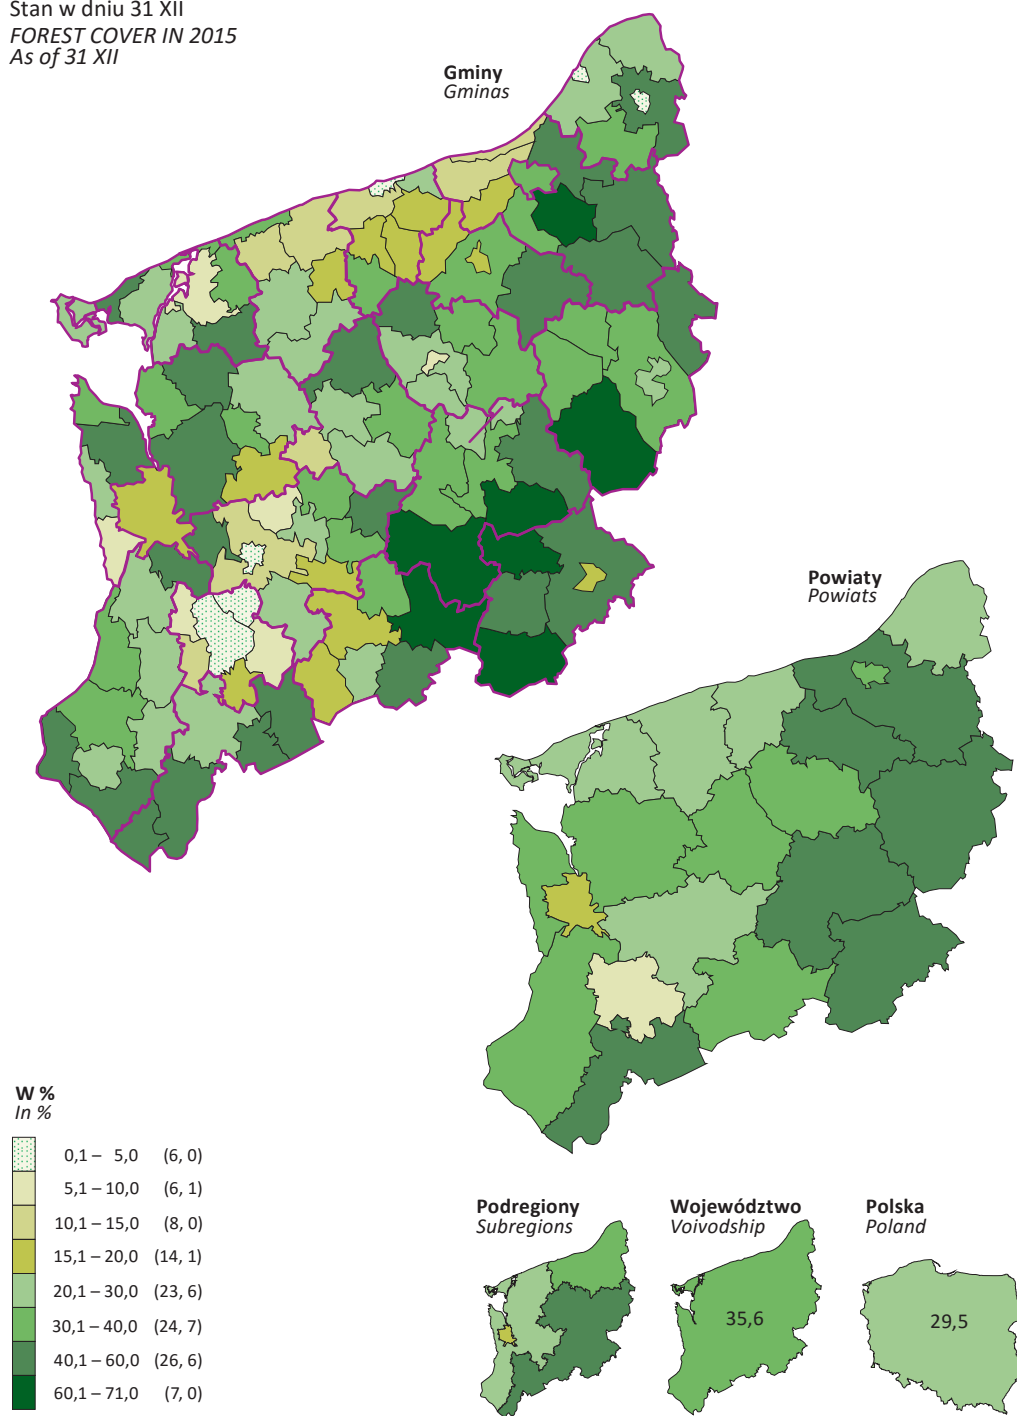 Stan w dniu 31 XII
FOREST COVER IN 2015
As of 31 XII
Gminy
Gminas
Powiaty
Powiats
W %
In %
0,1 – 5,0 (6, 0)
5,1 – 10,0 (6, 1)
10,1 – 15,0 (8, 0)
15,1 – 20,0 (14, 1)
20,1 – 30,0 (23, 6)
30,1 – 40,0 (24, 7)
40,1 – 60,0 (26, 6)
60,1 – 71,0 (7, 0)
Podregiony
Subregions
Województwo
Voivodship
35,6
Polska
Poland
29,5